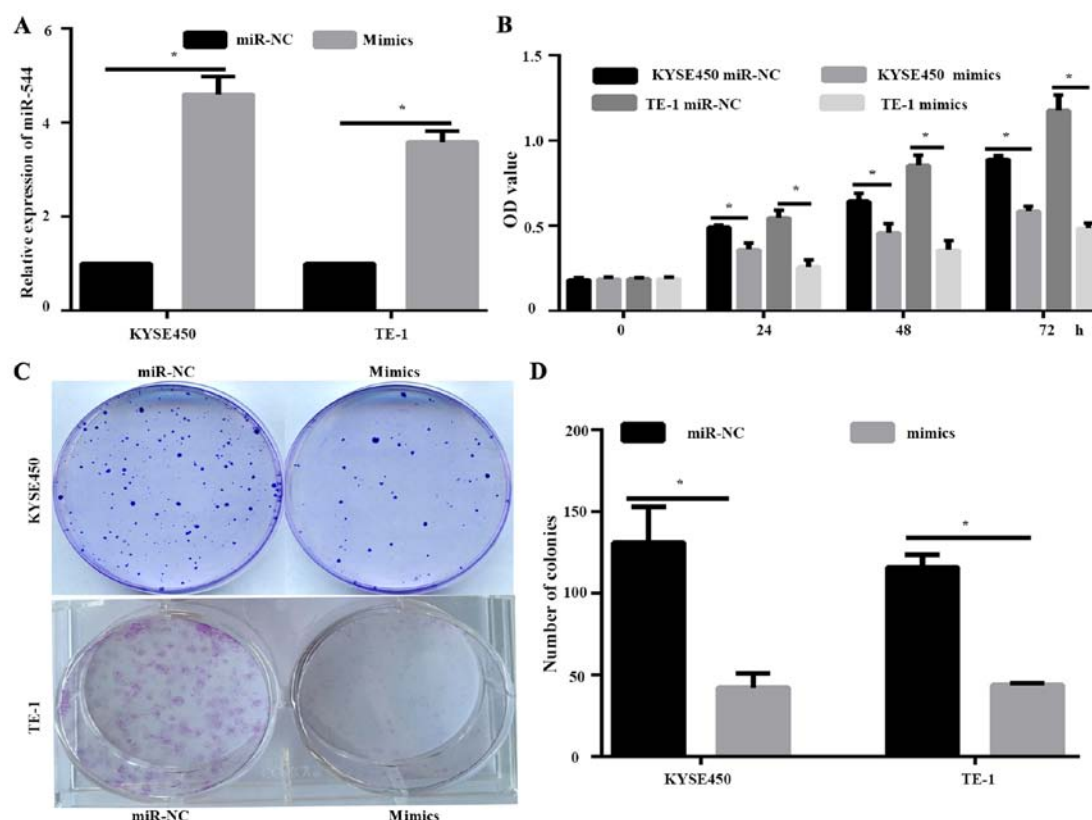 A
miR-NC
Mimics
Relative expression of miR-544
6
4
2
0
*
*
KYSE450
TE-1
B
KYSE450 miR-NC
KYSE450 mimics
TE-1 miR-NC
TE-1 mimics
OD value
1.5
1.0
0.5
0
*
*
*
*
*
*
0
24
48
72
h
C
miR-NC
Mimics
KYSE450
TE-1
miR-NC
Mimics
D
miR-NC
mimics
Number of colonies
200
150
100
50
0
*
*
KYSE450
TE-1